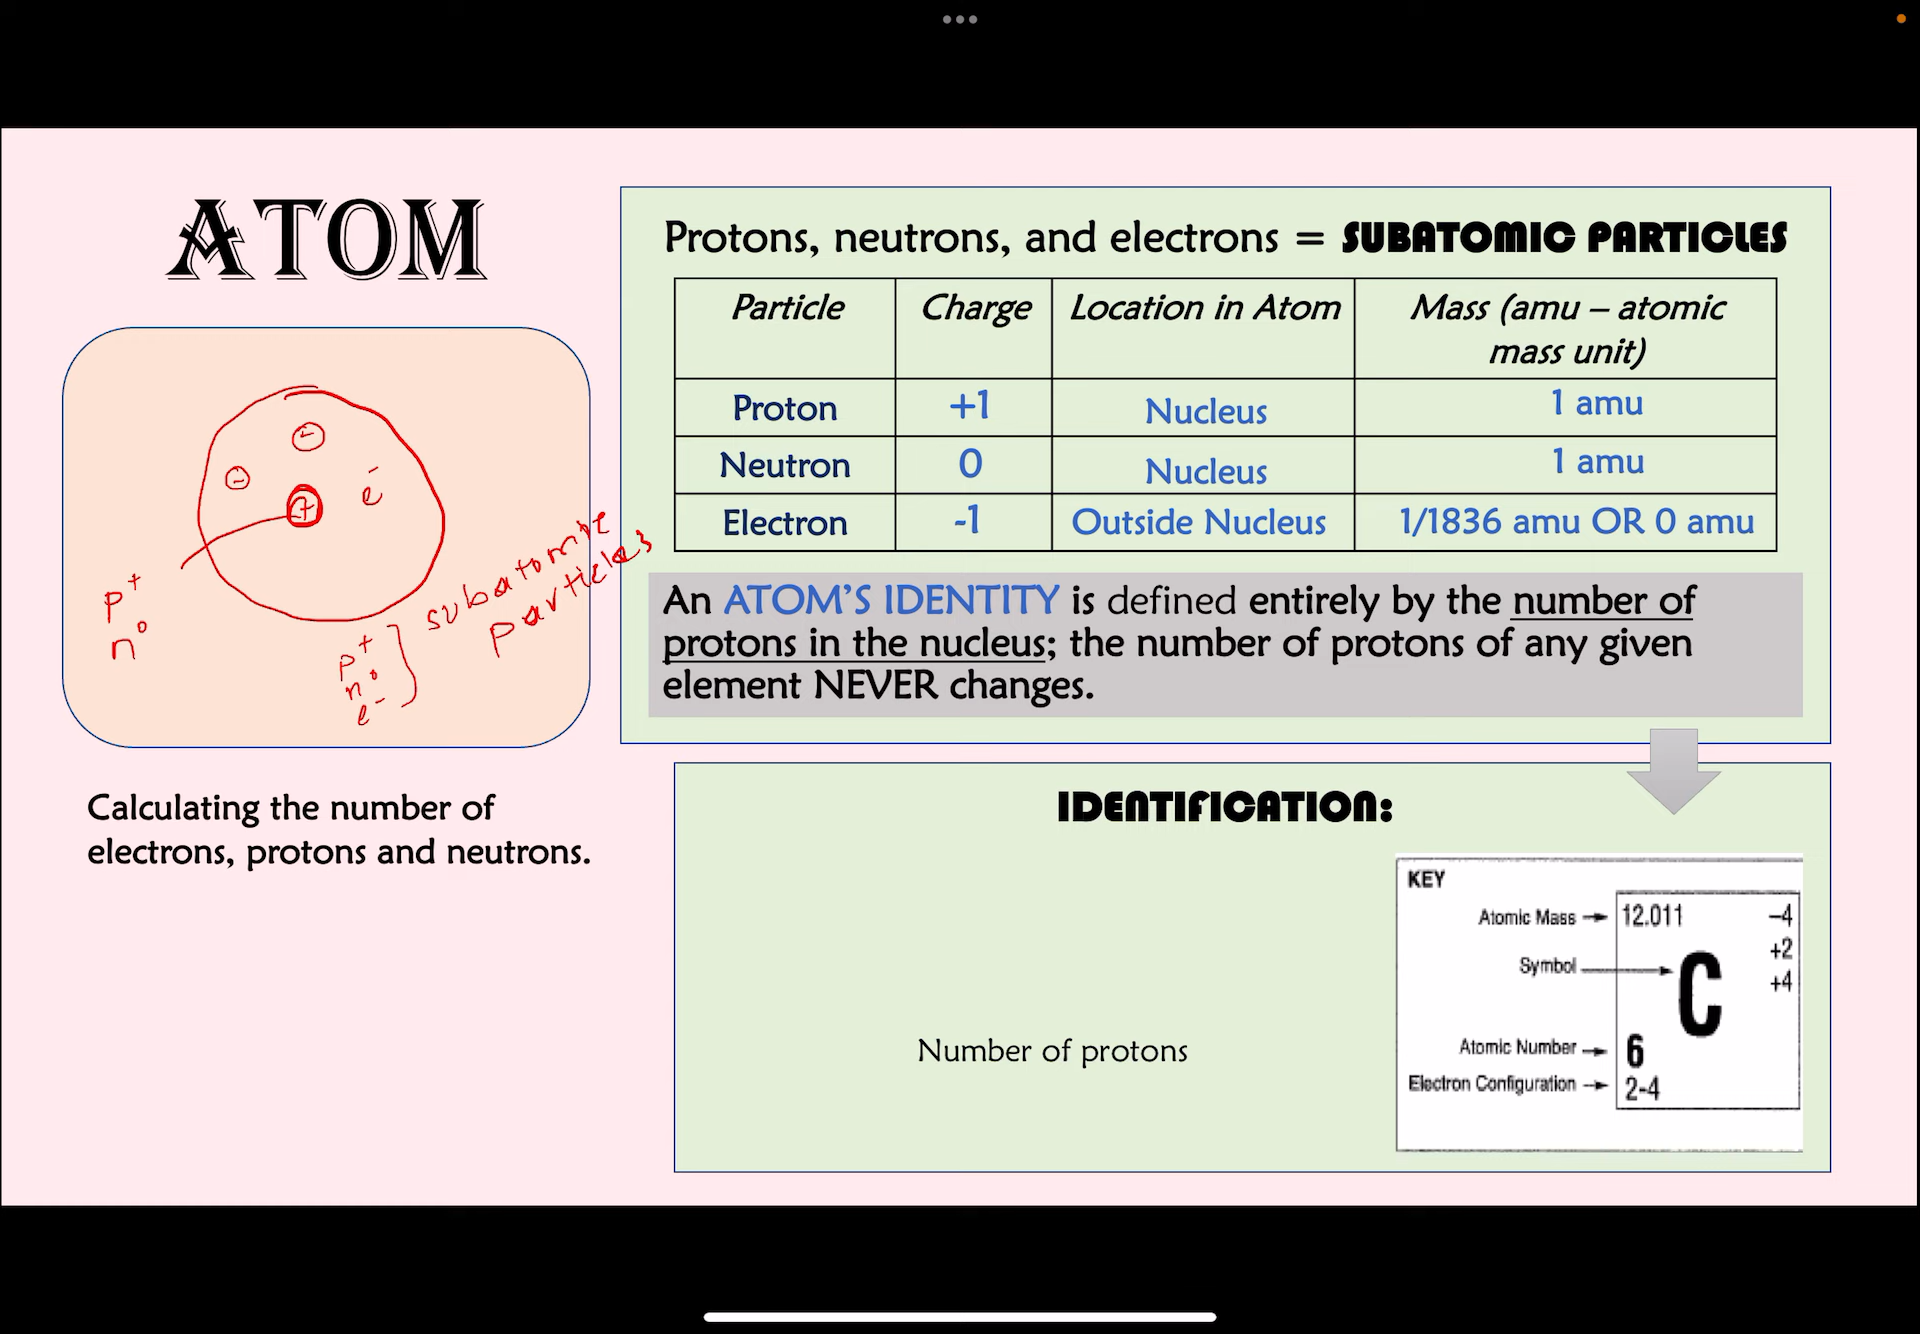 ATOM
p+
n°
e-
p+
n°
e-
subatomic
particles
Calculating the number of
electrons, protons and neutrons.
Protons, neutrons, and electrons = SUBATOMIC PARTICLES
Particle Charge Location in Atom Mass (amu – atomic
mass unit)
Proton +1 Nucleus 1 amu
Neutron 0 Nucleus 1 amu
Electron -1 Outside Nucleus 1/1836 amu OR 0 amu
An ATOM'S IDENTITY is defined entirely by the number of
protons in the nucleus; the number of protons of any given
element NEVER changes.
IDENTIFICATION:
Number of protons
KEY
Atomic Mass 12.011 –4
+2
Symbol C +4
Atomic Number 6
Electron Configuration 2-4